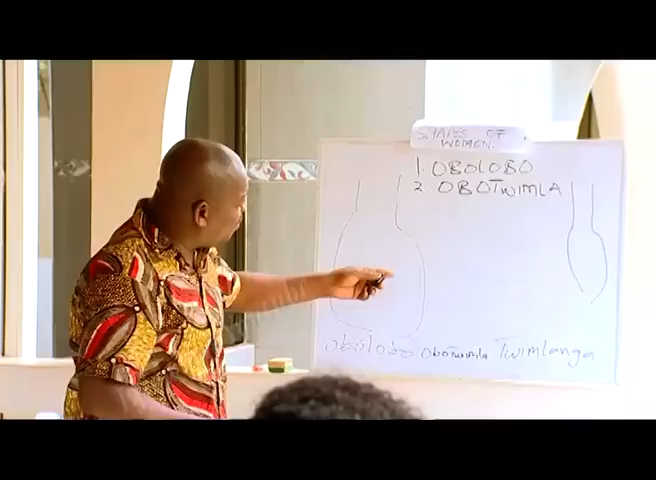 SHAPES OF
WOMEN.
1. OBOLOBO
2 OBOTWIMLA
obolobo OBOTWIMLA TWIMLANGA